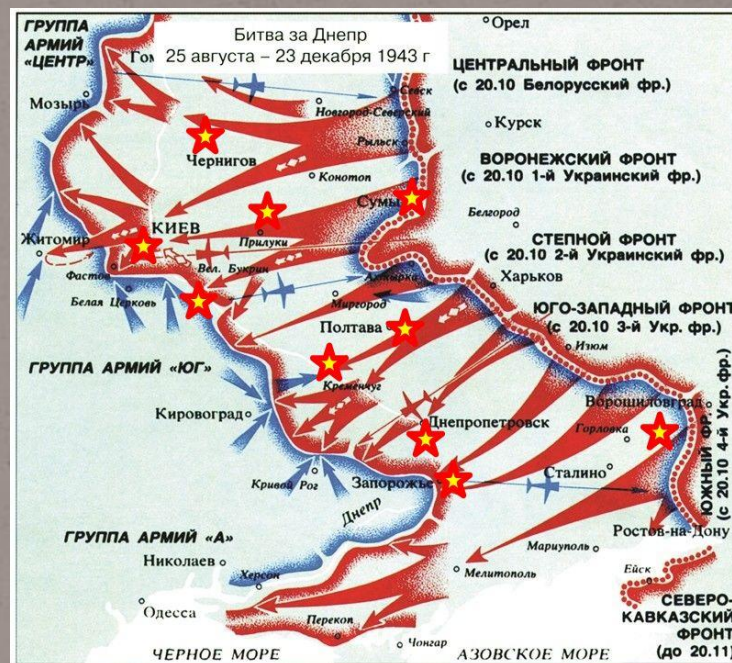 Битва за Днепр
25 августа – 23 декабря 1943 г
ГРУППА
АРМИЙ
«ЦЕНТР»
Орел
ЦЕНТРАЛЬНЫЙ ФРОНТ
(с 20.10 Белорусский фр.)
Мозырь
Севск
Новгород-Северский
Курск
Рыльск
Чернигов
Конотоп
ВОРОНЕЖСКИЙ ФРОНТ
(с 20.10 1-й Украинский фр.)
Сумы
Белгород
КИЕВ
Прилуки
Житомир
СТЕПНОЙ ФРОНТ
(с 20.10 2-й Украинский фр.)
Фастов
Вел. Букрин
Ахтырка
Харьков
Белая Церковь
Миргород
ЮГО-ЗАПАДНЫЙ ФРОНТ
(с 20.10 3-й Укр. фр.)
Полтава
Изюм
ГРУППА АРМИЙ «ЮГ»
Кременчуг
Ворошиловград
Кировоград
Днепропетровск
Горловка
ЮЖНЫЙ ФР.
(с 20.10 4-й Укр. фр.)
Кривой Рог
Запорожье
Сталино
Днепр
ГРУППА АРМИЙ «А»
Ростов-на-Дону
Николаев
Мариуполь
Херсон
Мелитополь
Ейск
Одесса
Перекоп
СЕВЕРО-
КАВКАЗСКИЙ
ФРОНТ
(до 20.11)
Чонгар
ЧЕРНОЕ МОРЕ
АЗОВСКОЕ МОРЕ